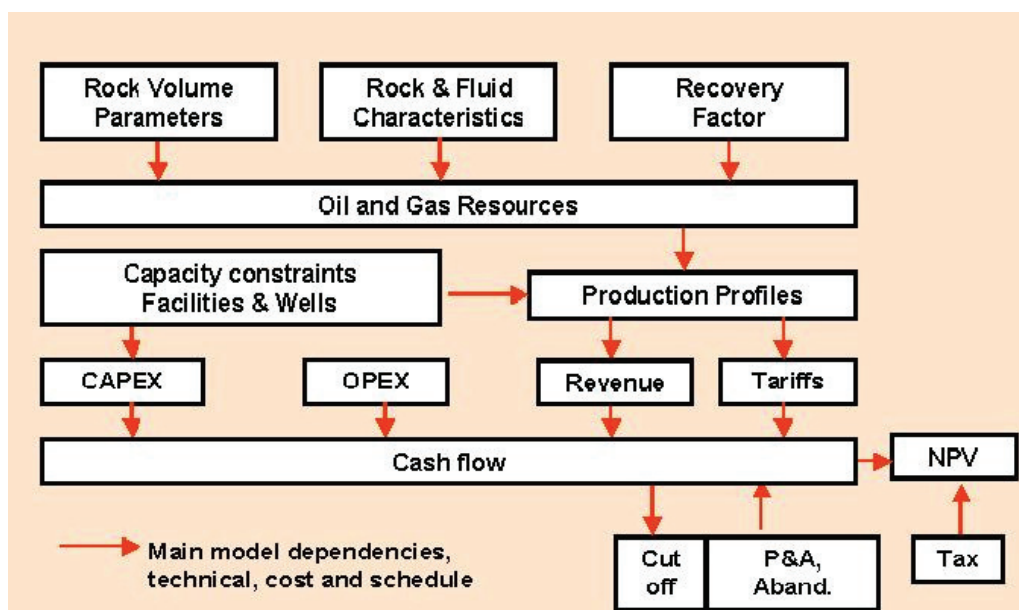 Rock Volume
Parameters
Rock & Fluid
Characteristics
Recovery
Factor
Oil and Gas Resources
Capacity constraints
Facilities & Wells
Production Profiles
CAPEX
OPEX
Revenue
Tariffs
Cash flow
NPV
Main model dependencies,
technical, cost and schedule
Cut
off
P&A,
Aband.
Tax